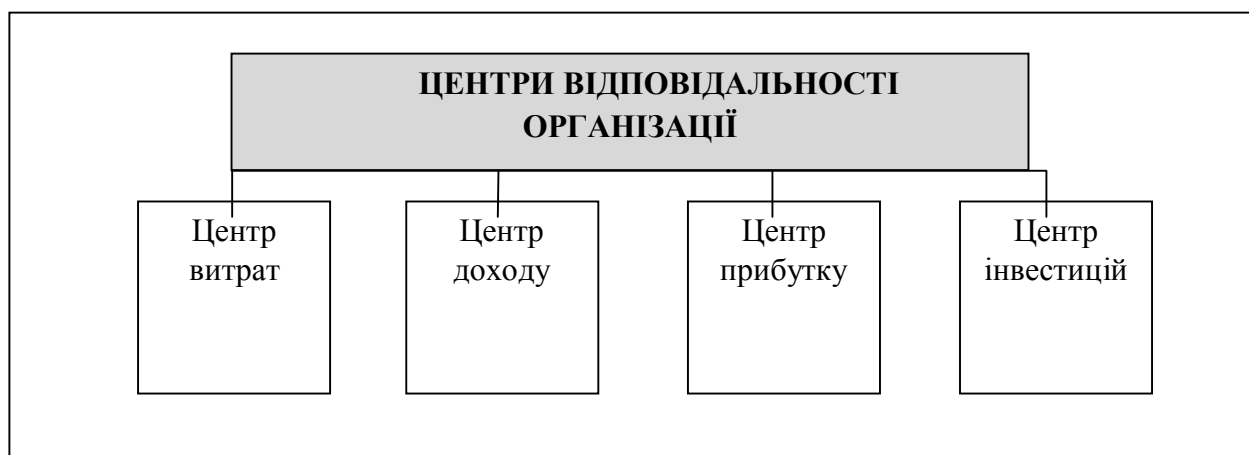 ЦЕНТРИ ВІДПОВІДАЛЬНОСТІ
ОРГАНІЗАЦІЇ
Центр
витрат
Центр
доходу
Центр
прибутку
Центр
інвестицій